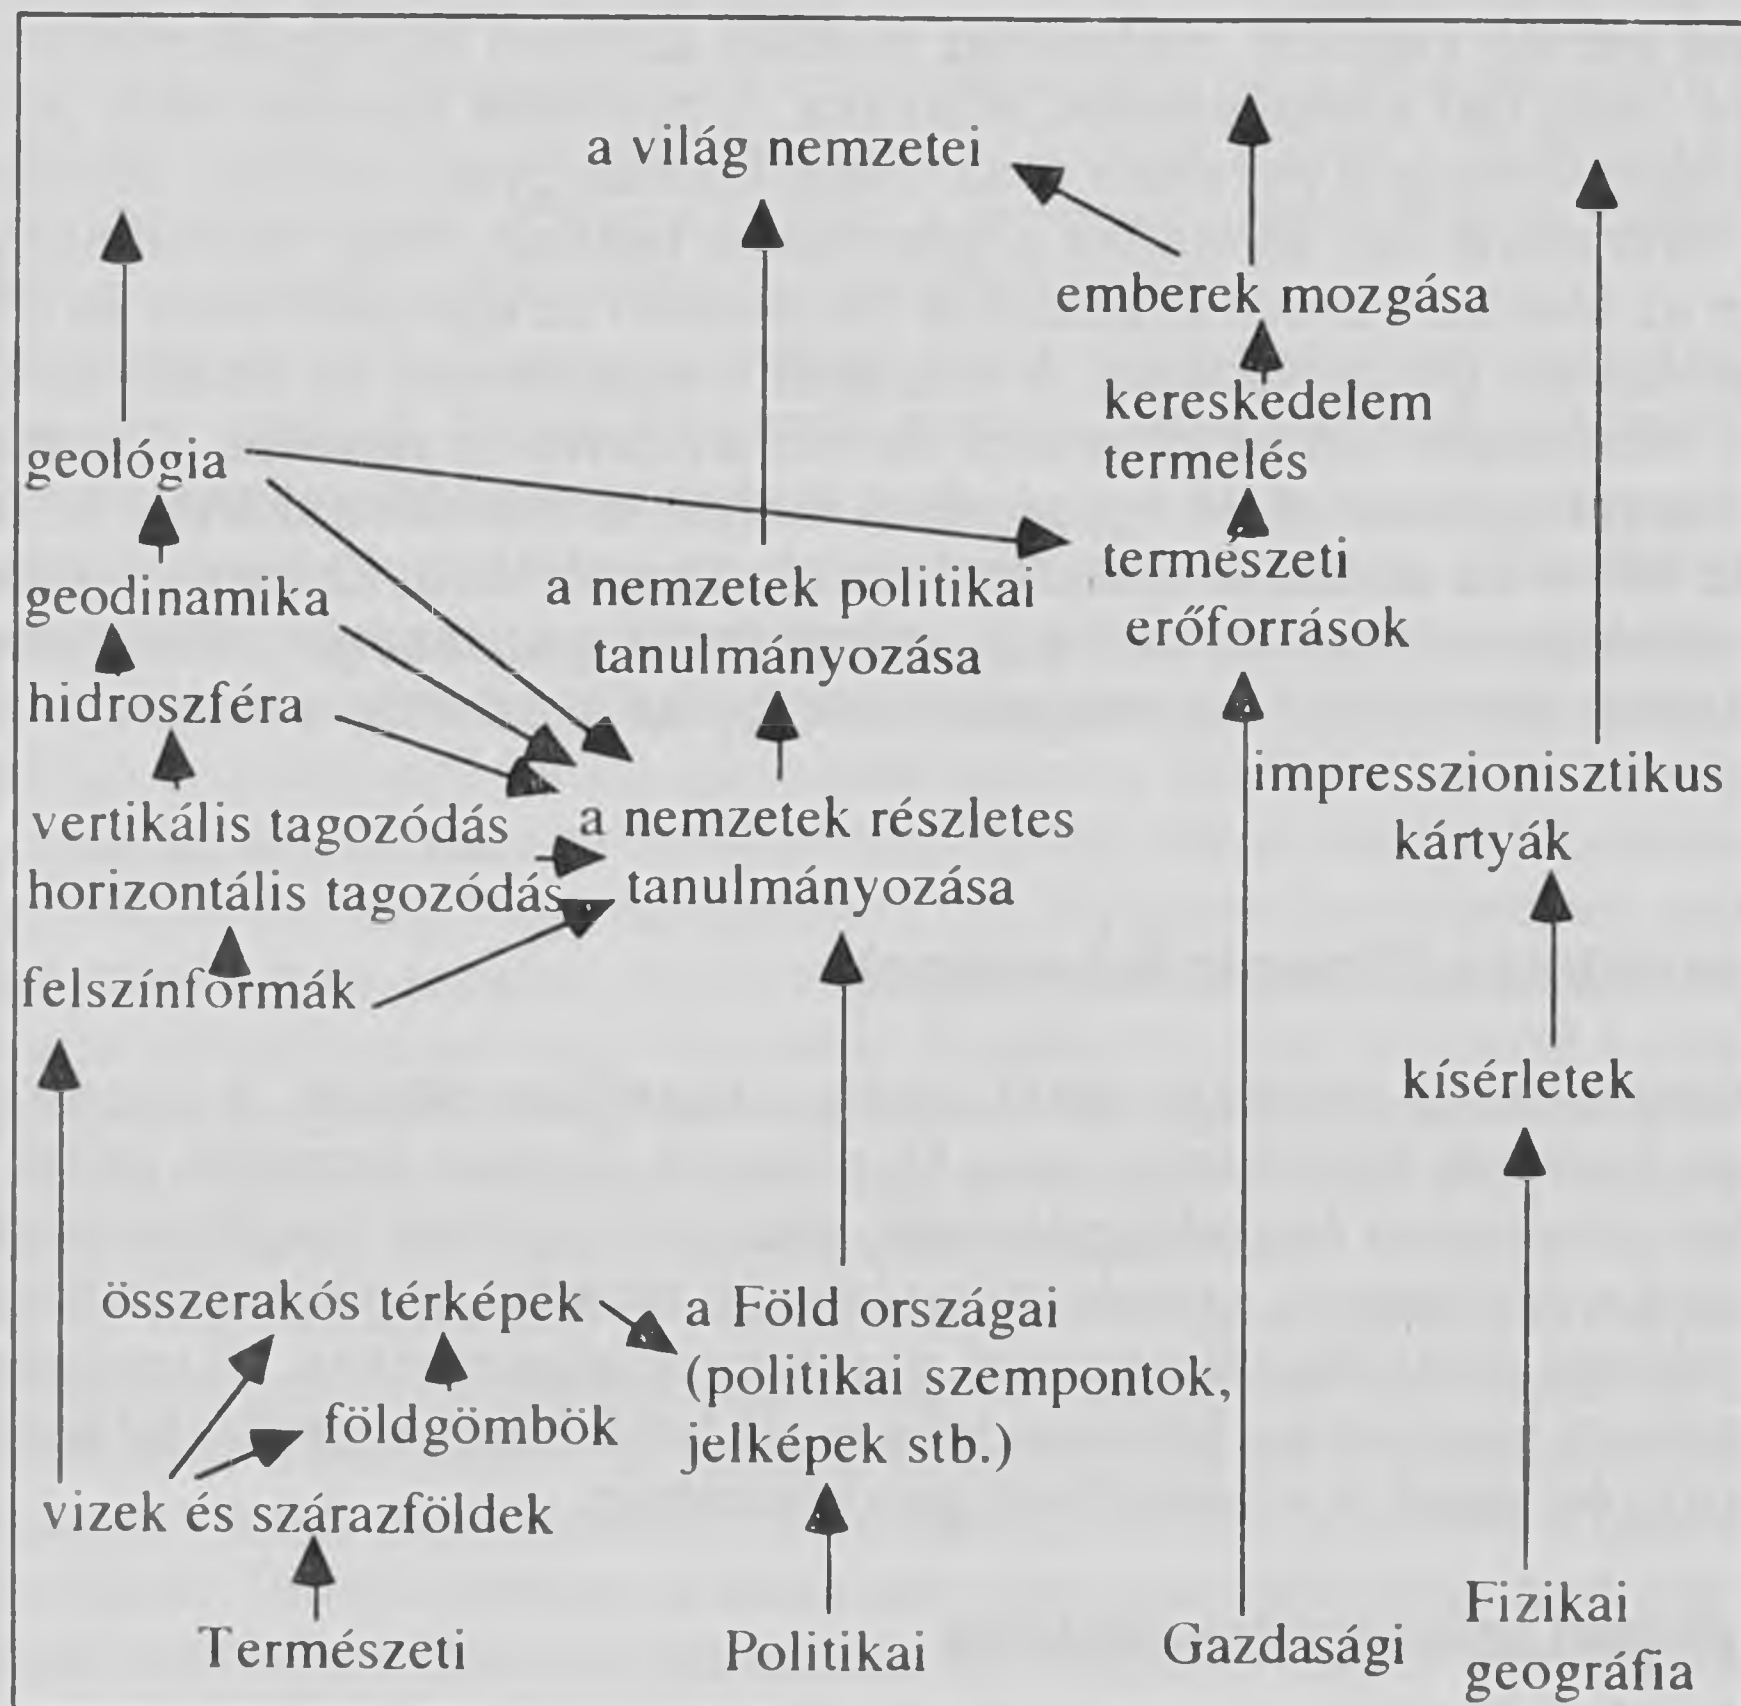 a világ nemzetei
emberek mozgása
kereskedelem
termelés
geológia
természeti
erőforrások
geodinamika
a nemzetek politikai
tanulmányozása
hidroszféra
impresszionisztikus
kártyák
vertikális tagozódás
horizontális tagozódás
a nemzetek részletes
tanulmányozása
felszínformák
kísérletek
összerakós térképek
a Föld országai
(politikai szempontok,
jelképek stb.)
földgömbök
vizek és szárazföldek
Természeti
Politikai
Gazdasági
Fizikai
geográfia